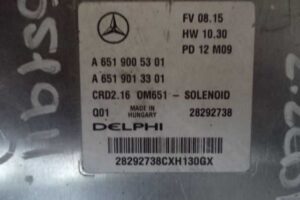 FV 08.15
HW 10.30
PD 12 M09
A 651 900 53 01
A 651 901 33 01
CRD2.16 OM651 - SOLENOID
Q01
MADE IN
HUNGARY
28292738
DELPHI
28292738CXH130GX